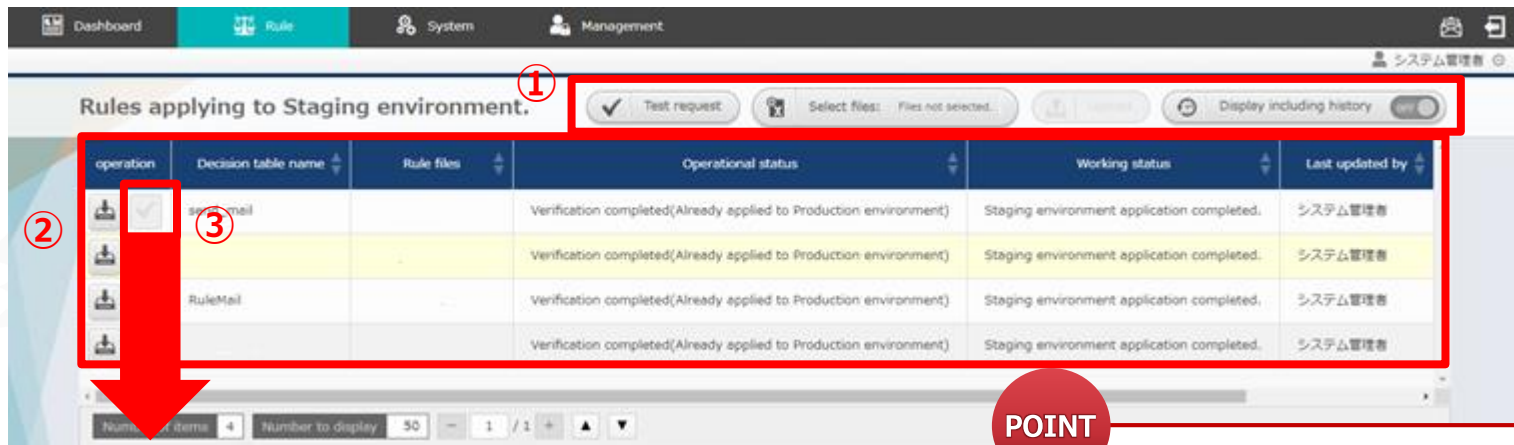 Dashboard Rule System Management
システム管理者
①
Rules applying to Staging environment. Test request Select files: Files not selected. Display including history OFF
operation Decision table name Rule files Operational status Working status Last updated by
② ③
send_mail Verification completed(Already applied to Production environment) Staging environment application completed. システム管理者
Verification completed(Already applied to Production environment) Staging environment application completed. システム管理者
RuleMail Verification completed(Already applied to Production environment) Staging environment application completed. システム管理者
Verification completed(Already applied to Production environment) Staging environment application completed. システム管理者
Number of items 4 Number to display 50 - 1 / 1 + ▲ ▼
POINT